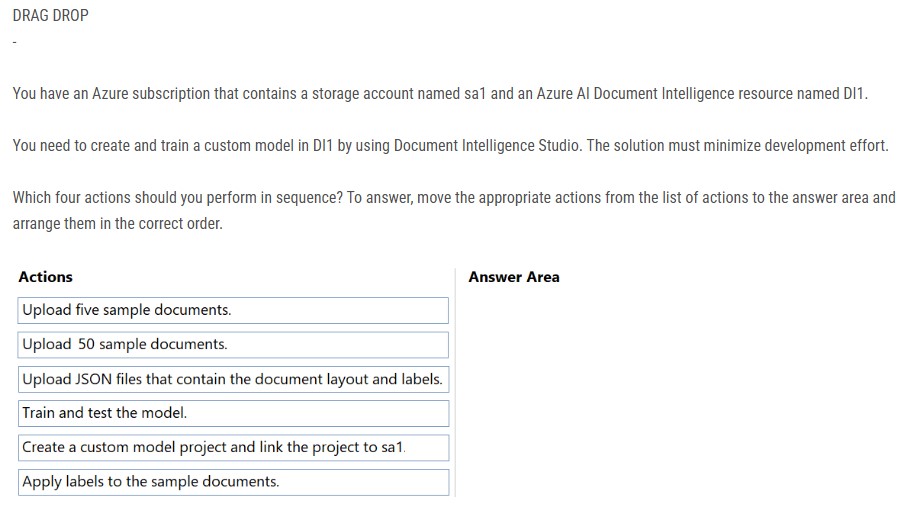 DRAG DROP
-
You have an Azure subscription that contains a storage account named sa1 and an Azure AI Document Intelligence resource named DI1.
You need to create and train a custom model in DI1 by using Document Intelligence Studio. The solution must minimize development effort.
Which four actions should you perform in sequence? To answer, move the appropriate actions from the list of actions to the answer area and
arrange them in the correct order.
Actions
Answer Area
Upload five sample documents.
Upload 50 sample documents.
Upload JSON files that contain the document layout and labels.
Train and test the model.
Create a custom model project and link the project to sa1.
Apply labels to the sample documents.